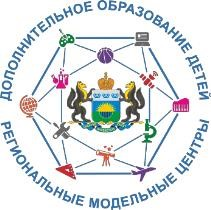 ДОПОЛНИТЕЛЬНОЕ ОБРАЗОВАНИЕ ДЕТЕЙ
РЕГИОНАЛЬНЫЕ МОДЕЛЬНЫЕ ЦЕНТРЫ